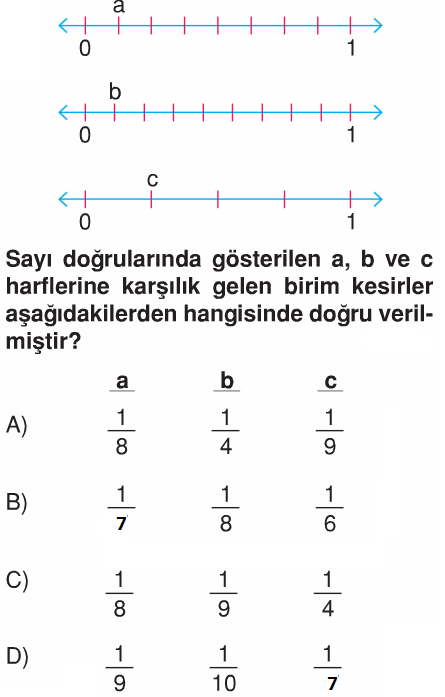 a
0 1
b
0 1
c
0 1
Sayı doğrularında gösterilen a, b ve c
harflerine karşılık gelen birim kesirler
aşağıdakilerden hangisinde doğru veril-
miştir?
a b c
A) 1/8 1/4 1/9
B) 1/7 1/8 1/6
C) 1/8 1/9 1/4
D) 1/9 1/10 1/7